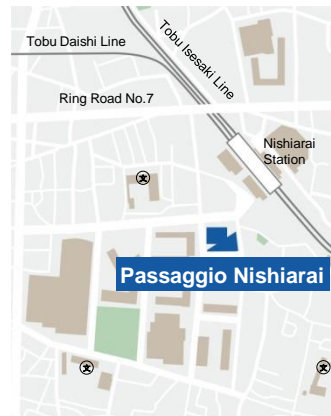 Tobu Daishi Line
Tobu Isesaki Line
Ring Road No.7
Nishiarai
Station
Passaggio Nishiarai